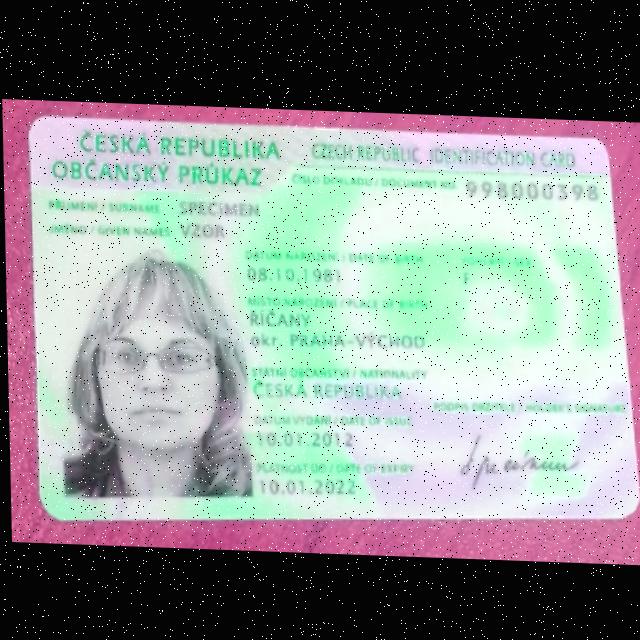 ČESKÁ REPUBLIKA CZECH REPUBLIC IDENTIFICATION CARD
OBČANSKÝ PRŮKAZ
ČÍSLO DOKLADU / DOCUMENT NO. 998000398
PŘÍJMENÍ / SURNAME SPECIMEN
JMÉNO / GIVEN NAMES VZOR
DATUM NAROZENÍ / DATE OF BIRTH
08.10.1981
MÍSTO NAROZENÍ / PLACE OF BIRTH
ŘÍČANY
okr. PRAHA-VÝCHOD
STÁTNÍ OBČANSTVÍ / NATIONALITY
ČESKÁ REPUBLIKA
PODPIS DRŽITELE / HOLDER'S SIGNATURE
DATUM VYDÁNÍ / DATE OF ISSUE
10.01.2012
Specimen
PLATNOST DO / DATE OF EXPIRY
10.01.2022